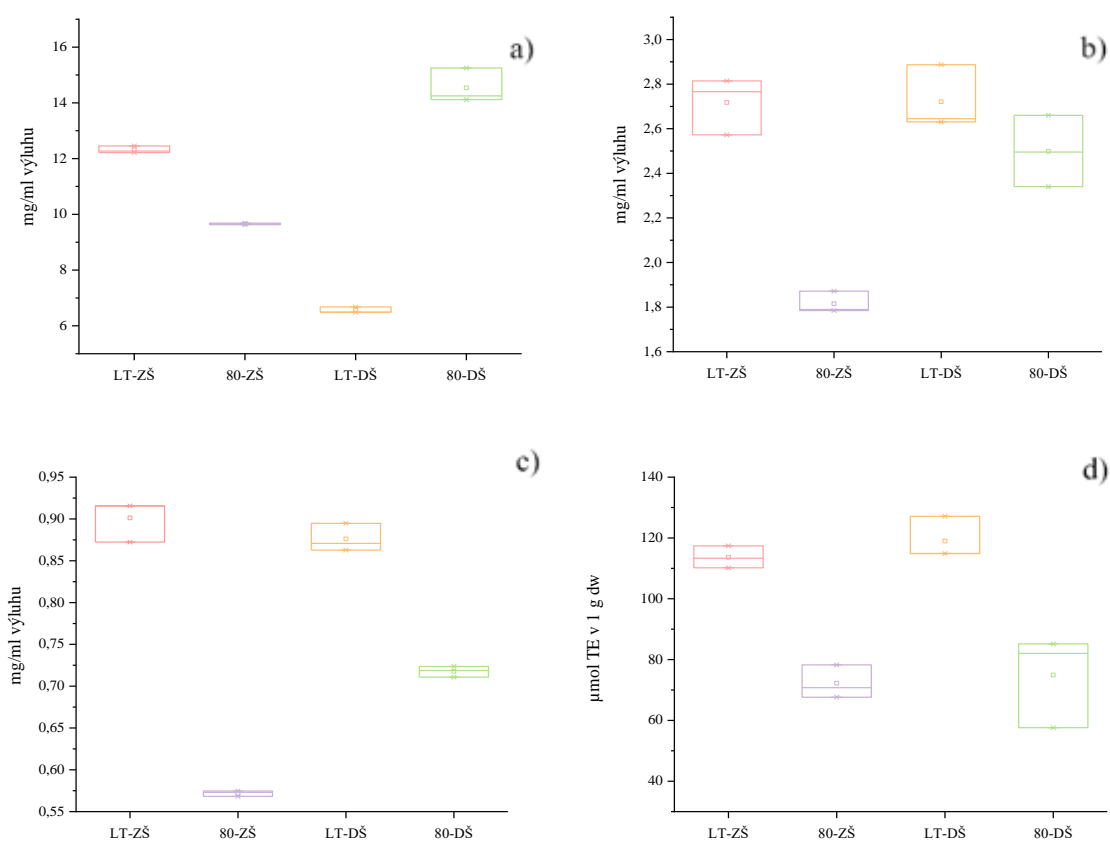 a)
mg/ml výluhu
16
14
12
10
8
6
LT-ZŠ 80-ZŠ LT-DŠ 80-DŠ
b)
mg/ml výluhu
3,0
2,8
2,6
2,4
2,2
2,0
1,8
1,6
LT-ZŠ 80-ZŠ LT-DŠ 80-DŠ
c)
mg/ml výluhu
0,95
0,90
0,85
0,80
0,75
0,70
0,65
0,60
0,55
LT-ZŠ 80-ZŠ LT-DŠ 80-DŠ
d)
µmol TE v 1 g dw
140
120
100
80
60
40
LT-ZŠ 80-ZŠ LT-DŠ 80-DŠ